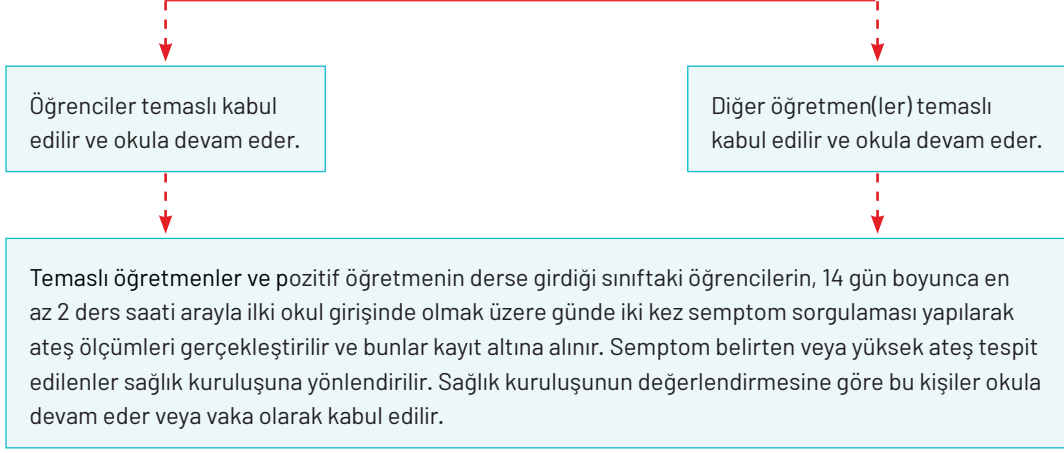 Öğrenciler temaslı kabul
edilir ve okula devam eder.
Diğer öğretmen(ler) temaslı
kabul edilir ve okula devam eder.
Temaslı öğretmenler ve pozitif öğretmenin derse girdiği sınıftaki öğrencilerin, 14 gün boyunca en
az 2 ders saati arayla ilki okul girişinde olmak üzere günde iki kez semptom sorgulaması yapılarak
ateş ölçümleri gerçekleştirilir ve bunlar kayıt altına alınır. Semptom belirten veya yüksek ateş tespit
edilenler sağlık kuruluşuna yönlendirilir. Sağlık kuruluşunun değerlendirmesine göre bu kişiler okula
devam eder veya vaka olarak kabul edilir.